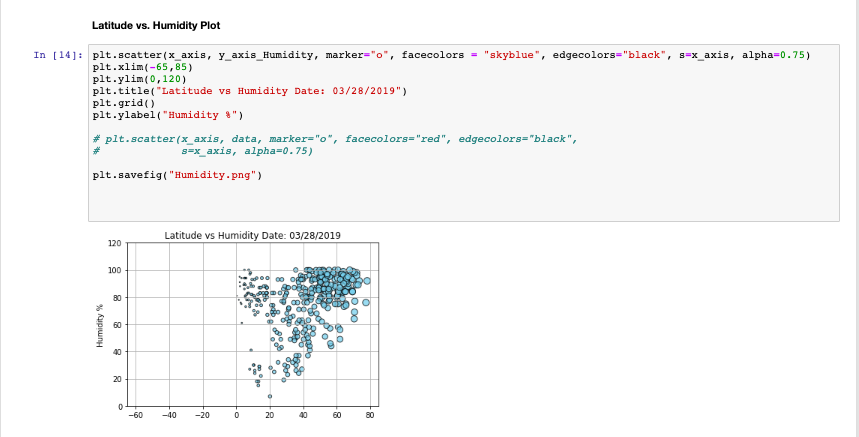 Latitude vs. Humidity Plot
In [14]: plt.scatter(x_axis, y_axis_Humidity, marker="o", facecolors = "skyblue", edgecolors="black", s=x_axis, alpha=0.75)
plt.xlim(-65,85)
plt.ylim(0,120)
plt.title("Latitude vs Humidity Date: 03/28/2019")
plt.grid()
plt.ylabel("Humidity %")
# plt.scatter(x_axis, data, marker="o", facecolors="red", edgecolors="black",
#             s=x_axis, alpha=0.75)
plt.savefig("Humidity.png")
Latitude vs Humidity Date: 03/28/2019
120
100
80
60
40
20
0
Humidity %
−60 −40 −20 0 20 40 60 80